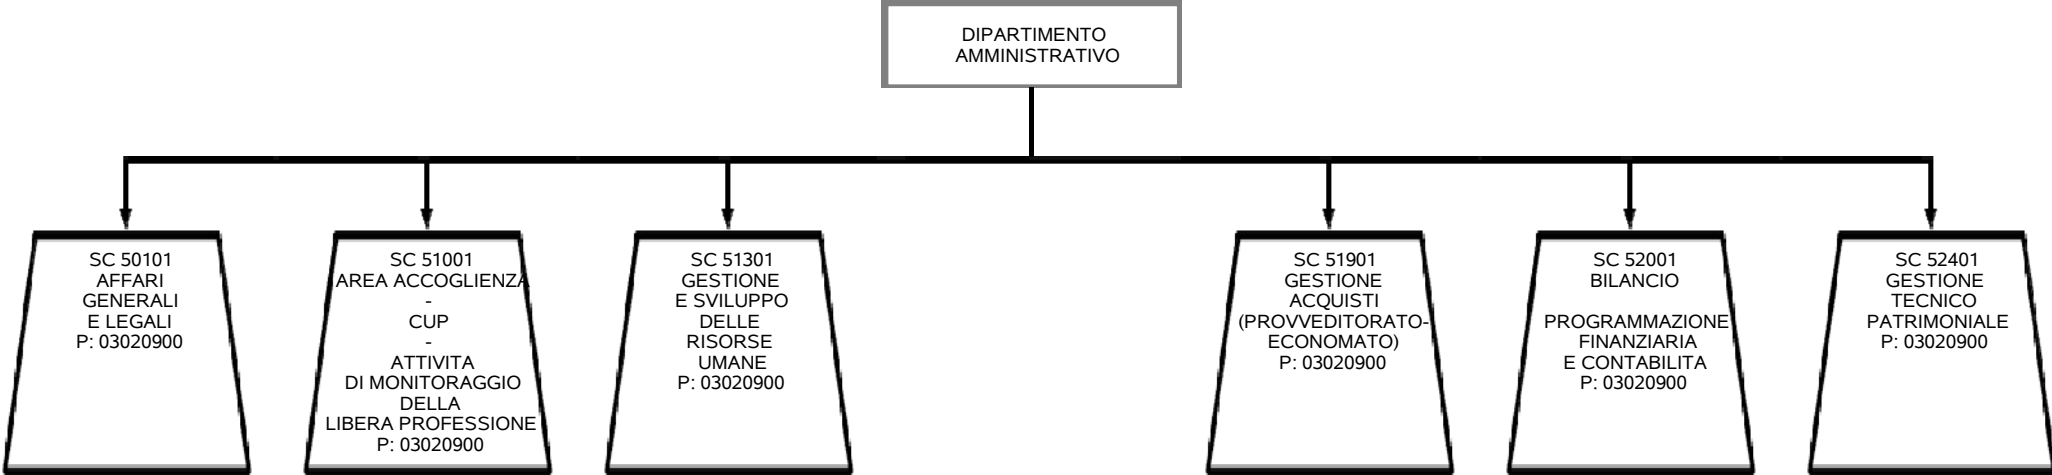 DIPARTIMENTO
AMMINISTRATIVO
SC 50101
AFFARI
GENERALI
E LEGALI
P: 03020900
SC 51001
AREA ACCOGLIENZA
-
CUP
-
ATTIVITA
DI MONITORAGGIO
DELLA
LIBERA PROFESSIONE
P: 03020900
SC 51301
GESTIONE
E SVILUPPO
DELLE
RISORSE
UMANE
P: 03020900
SC 51901
GESTIONE
ACQUISTI
(PROVVEDITORATO-
ECONOMATO)
P: 03020900
SC 52001
BILANCIO
PROGRAMMAZIONE
FINANZIARIA
E CONTABILITA
P: 03020900
SC 52401
GESTIONE
TECNICO
PATRIMONIALE
P: 03020900